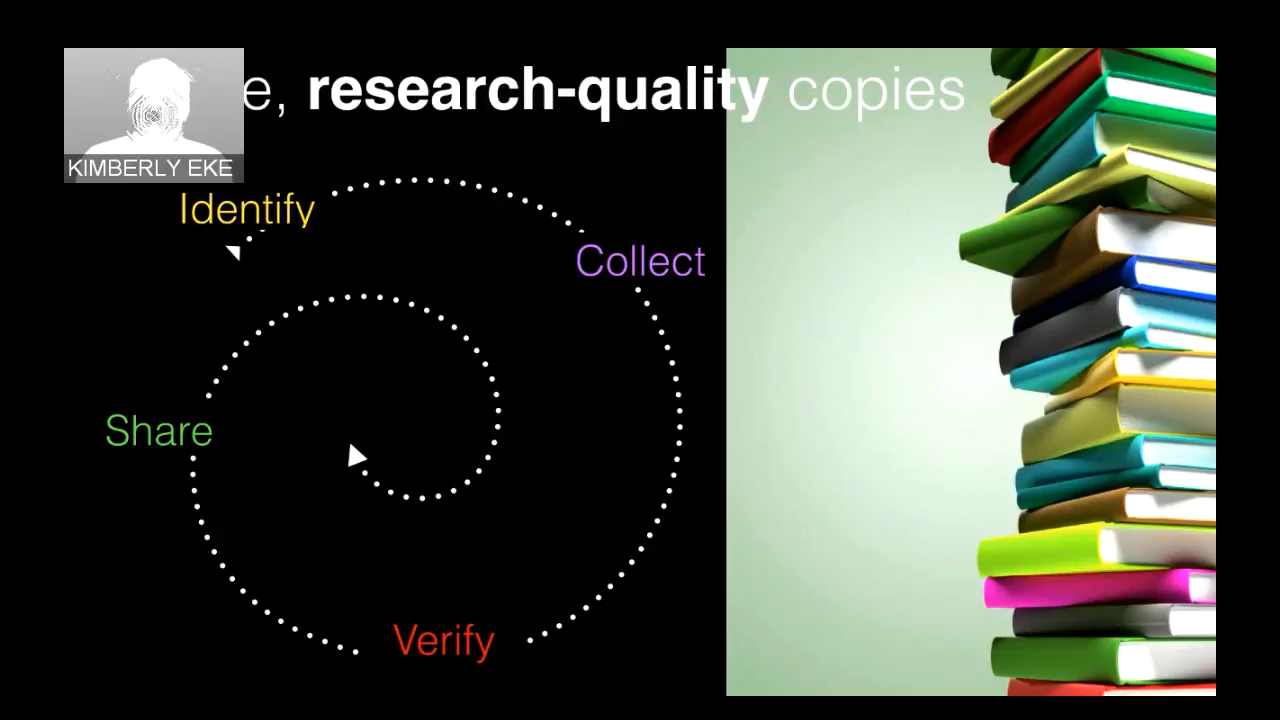 e, research-quality copies
KIMBERLY EKE
Identify
Collect
Share
Verify